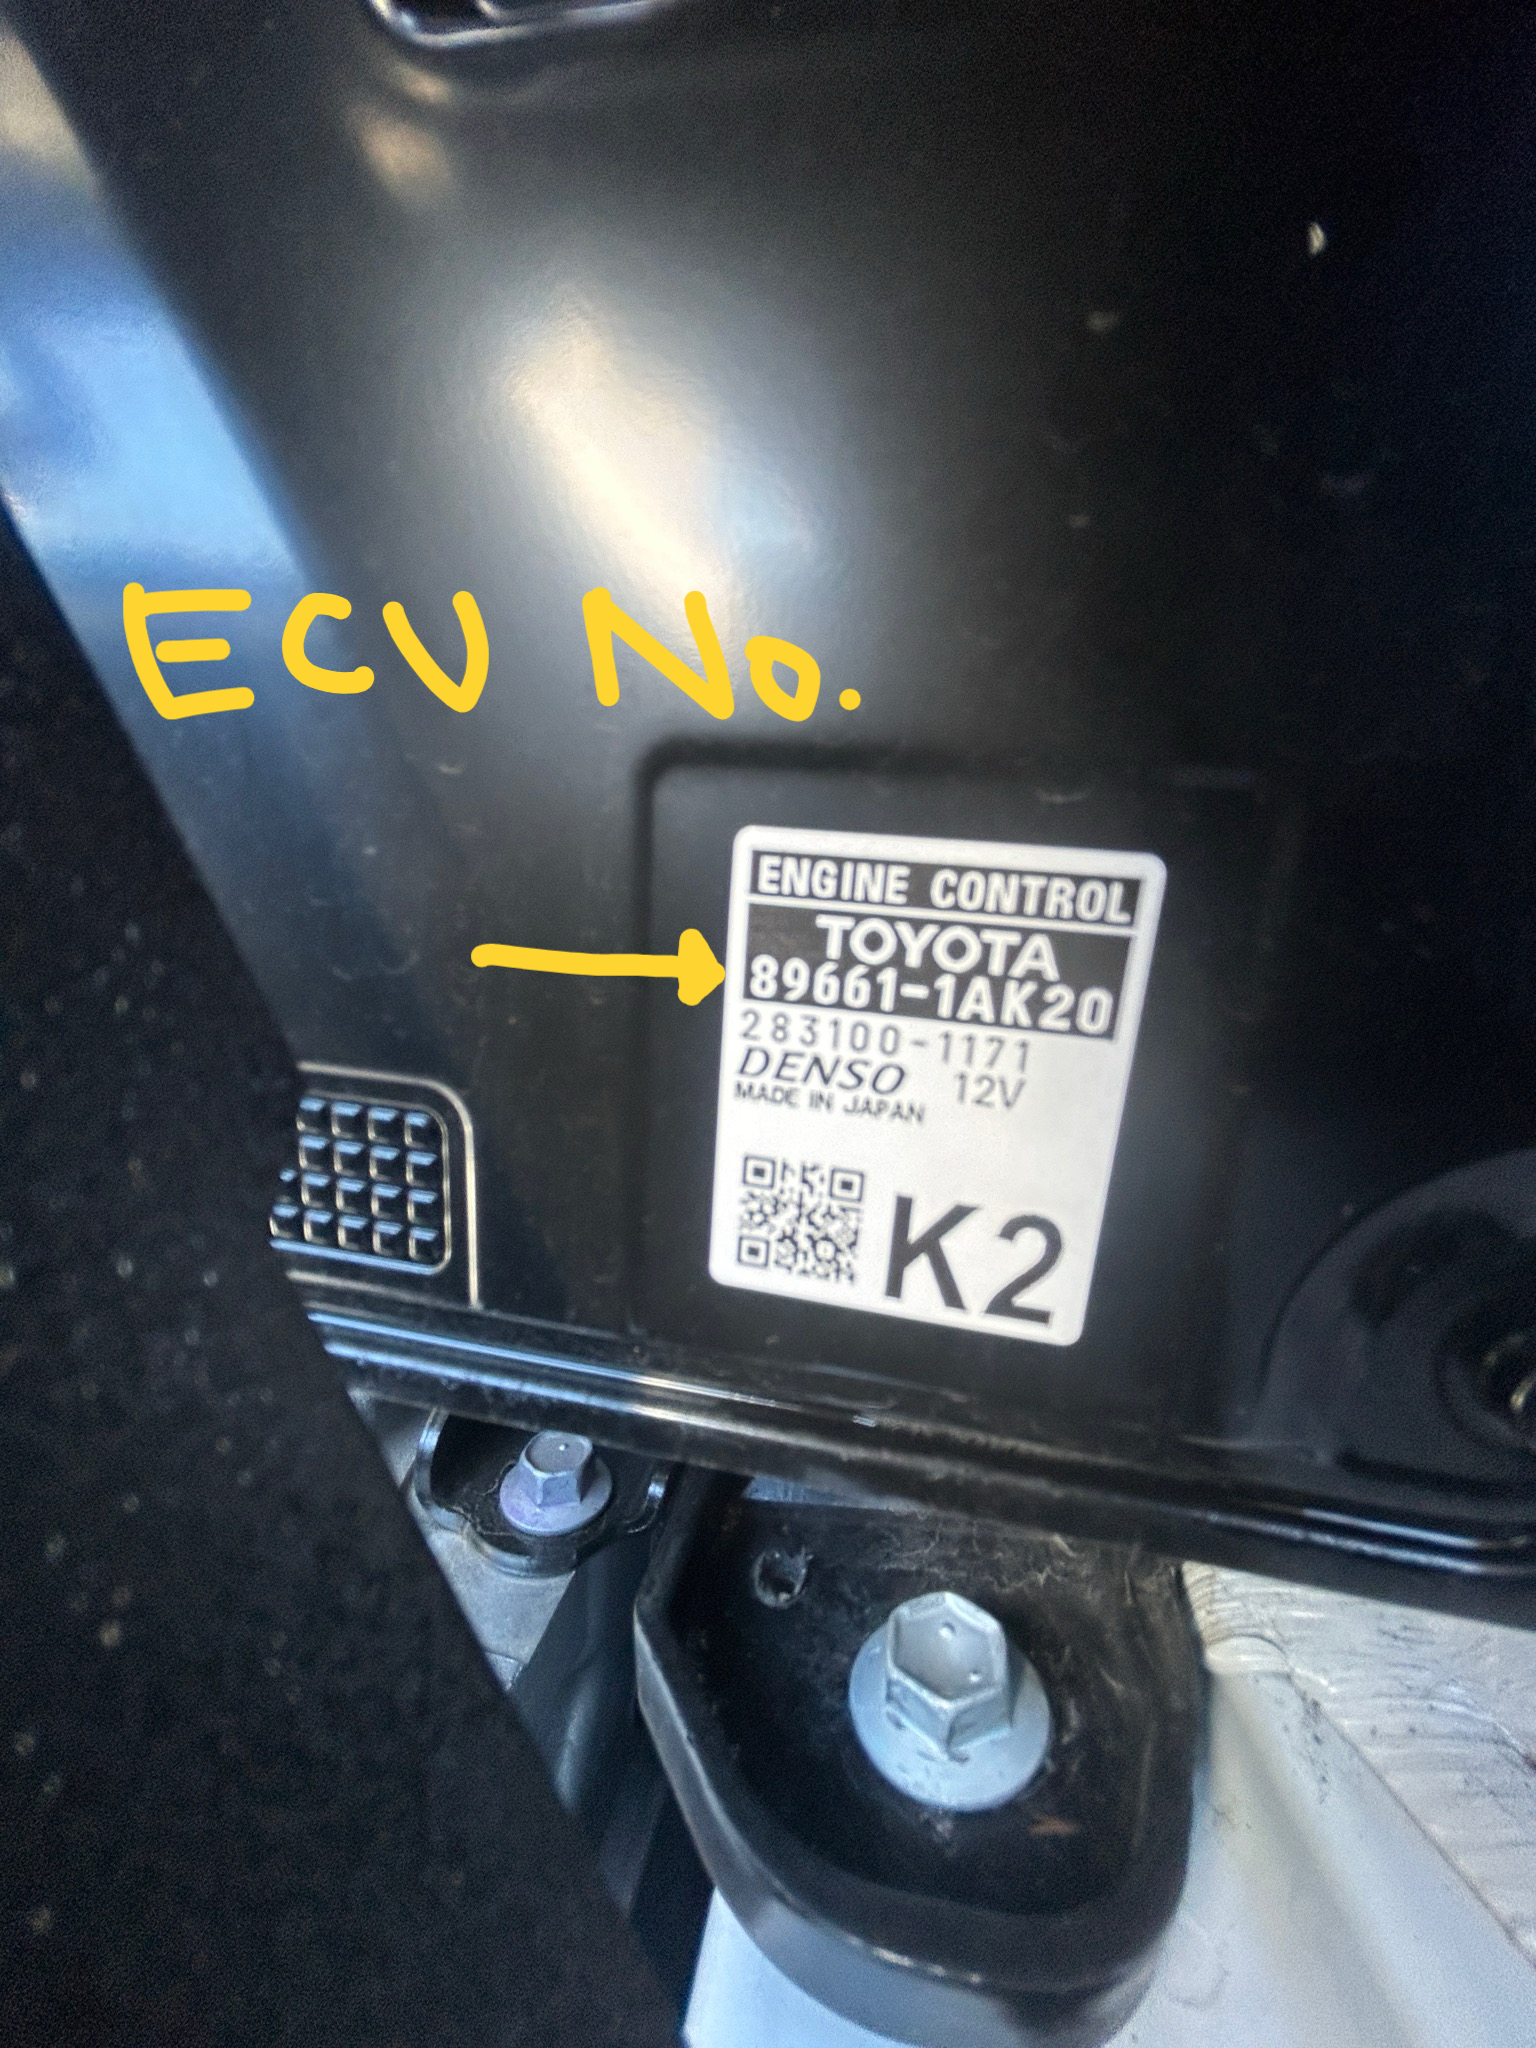 ECU No.
ENGINE CONTROL
TOYOTA
89661-1AK20
283100-1171
DENSO 12V
MADE IN JAPAN
K2